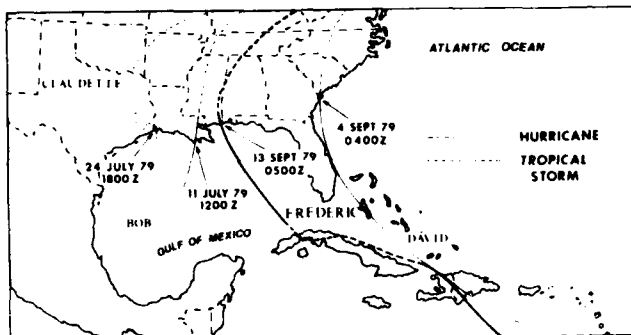 ATLANTIC OCEAN
CLAUDETTE
4 SEPT 79
0400Z
HURRICANE
TROPICAL
STORM
24 JULY 79
1800Z
13 SEPT 79
0500Z
11 JULY 79
1200Z
FREDERIC
BOB
GULF OF MEXICO
DAVID